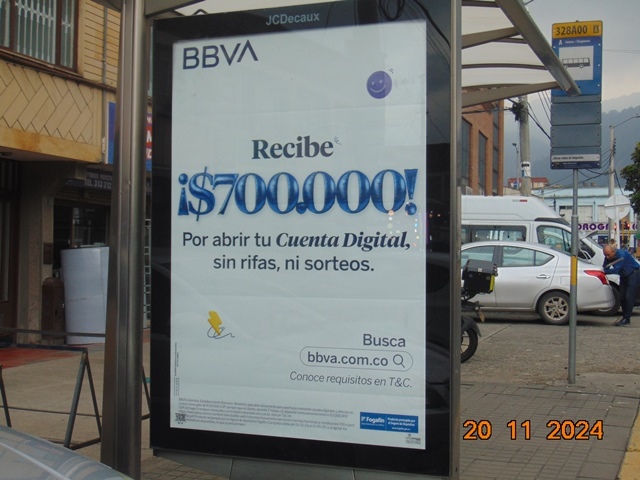 JCDecaux
BBVA
Recibe
¡$700.000!
Por abrir tu Cuenta Digital,
sin rifas, ni sorteos.
Busca
bbva.com.co
Conoce requisitos en T&C.
Fogafín
328A00
20 11 2024